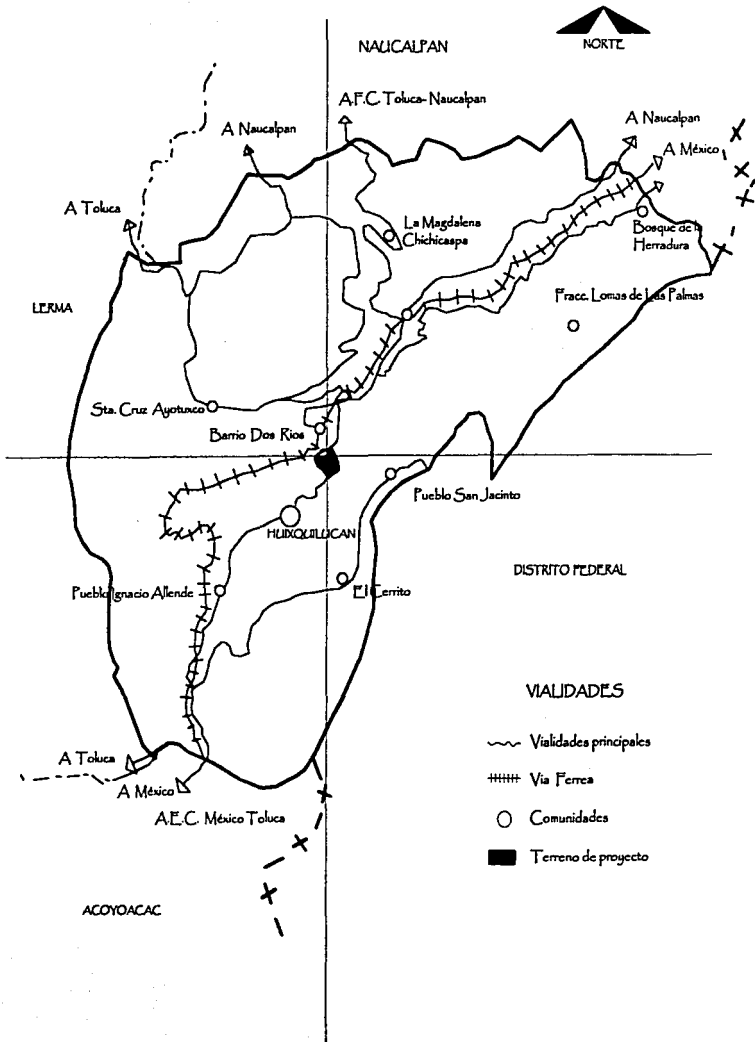 NAUCALPAN
NORTE
A.F.C. Toluca-Naucalpan
A Naucalpan
A Naucalpan
A México
A Toluca
La Magdalena
Chichicaspa
Bosque de la
Herradura
LERMA
Fracc. Lomas de Las Palmas
Sta. Cruz Ayotuxco
Barrio Dos Rios
Pueblo San Jacinto
HUIXQUILUCAN
DISTRITO FEDERAL
Pueblo Ignacio Allende
El Cerrito
VIALIDADES
Vialidades principales
Via Ferrea
Comunidades
Terreno de proyecto
A Toluca
A México
A.E.C. México Toluca
ACOYOACAC